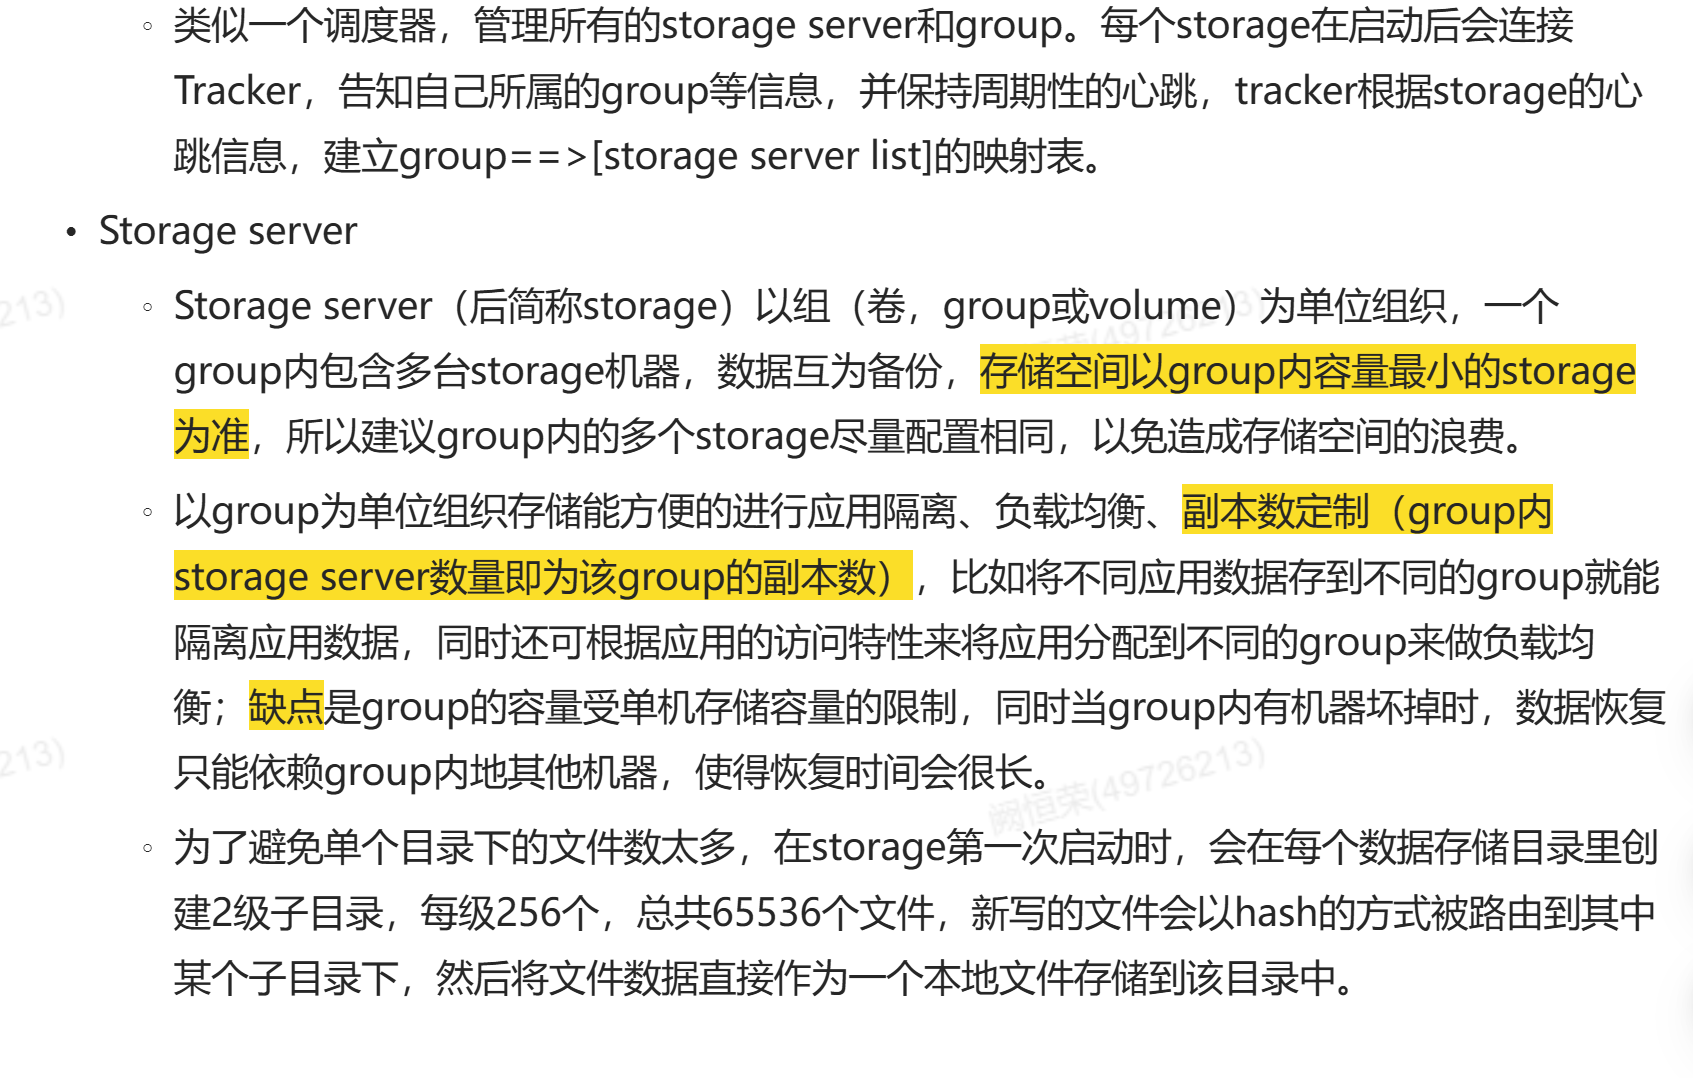 类似一个调度器，管理所有的storage server和group。每个storage在启动后会连接
Tracker，告知自己所属的group等信息，并保持周期性的心跳，tracker根据storage的心
跳信息，建立group==>[storage server list]的映射表。
Storage server
213)
Storage server（后简称storage）以组（卷，group或volume）为单位组织，一个
(49726213)
group内包含多台storage机器，数据互为备份，存储空间以group内容量最小的storage
为准，所以建议group内的多个storage尽量配置相同，以免造成存储空间的浪费。
以group为单位组织存储能方便的进行应用隔离、负载均衡、副本数定制（group内
storage server数量即为该group的副本数），比如将不同应用数据存到不同的group就能
隔离应用数据，同时还可根据应用的访问特性来将应用分配到不同的group来做负载均
衡；缺点是group的容量受单机存储容量的限制，同时当group内有机器坏掉时，数据恢复
213)
只能依赖group内地其他机器，使得恢复时间会很长。
阙恒荣(49726213)
为了避免单个目录下的文件数太多，在storage第一次启动时，会在每个数据存储目录里创
建2级子目录，每级256个，总共65536个文件，新写的文件会以hash的方式被路由到其中
某个子目录下，然后将文件数据直接作为一个本地文件存储到该目录中。